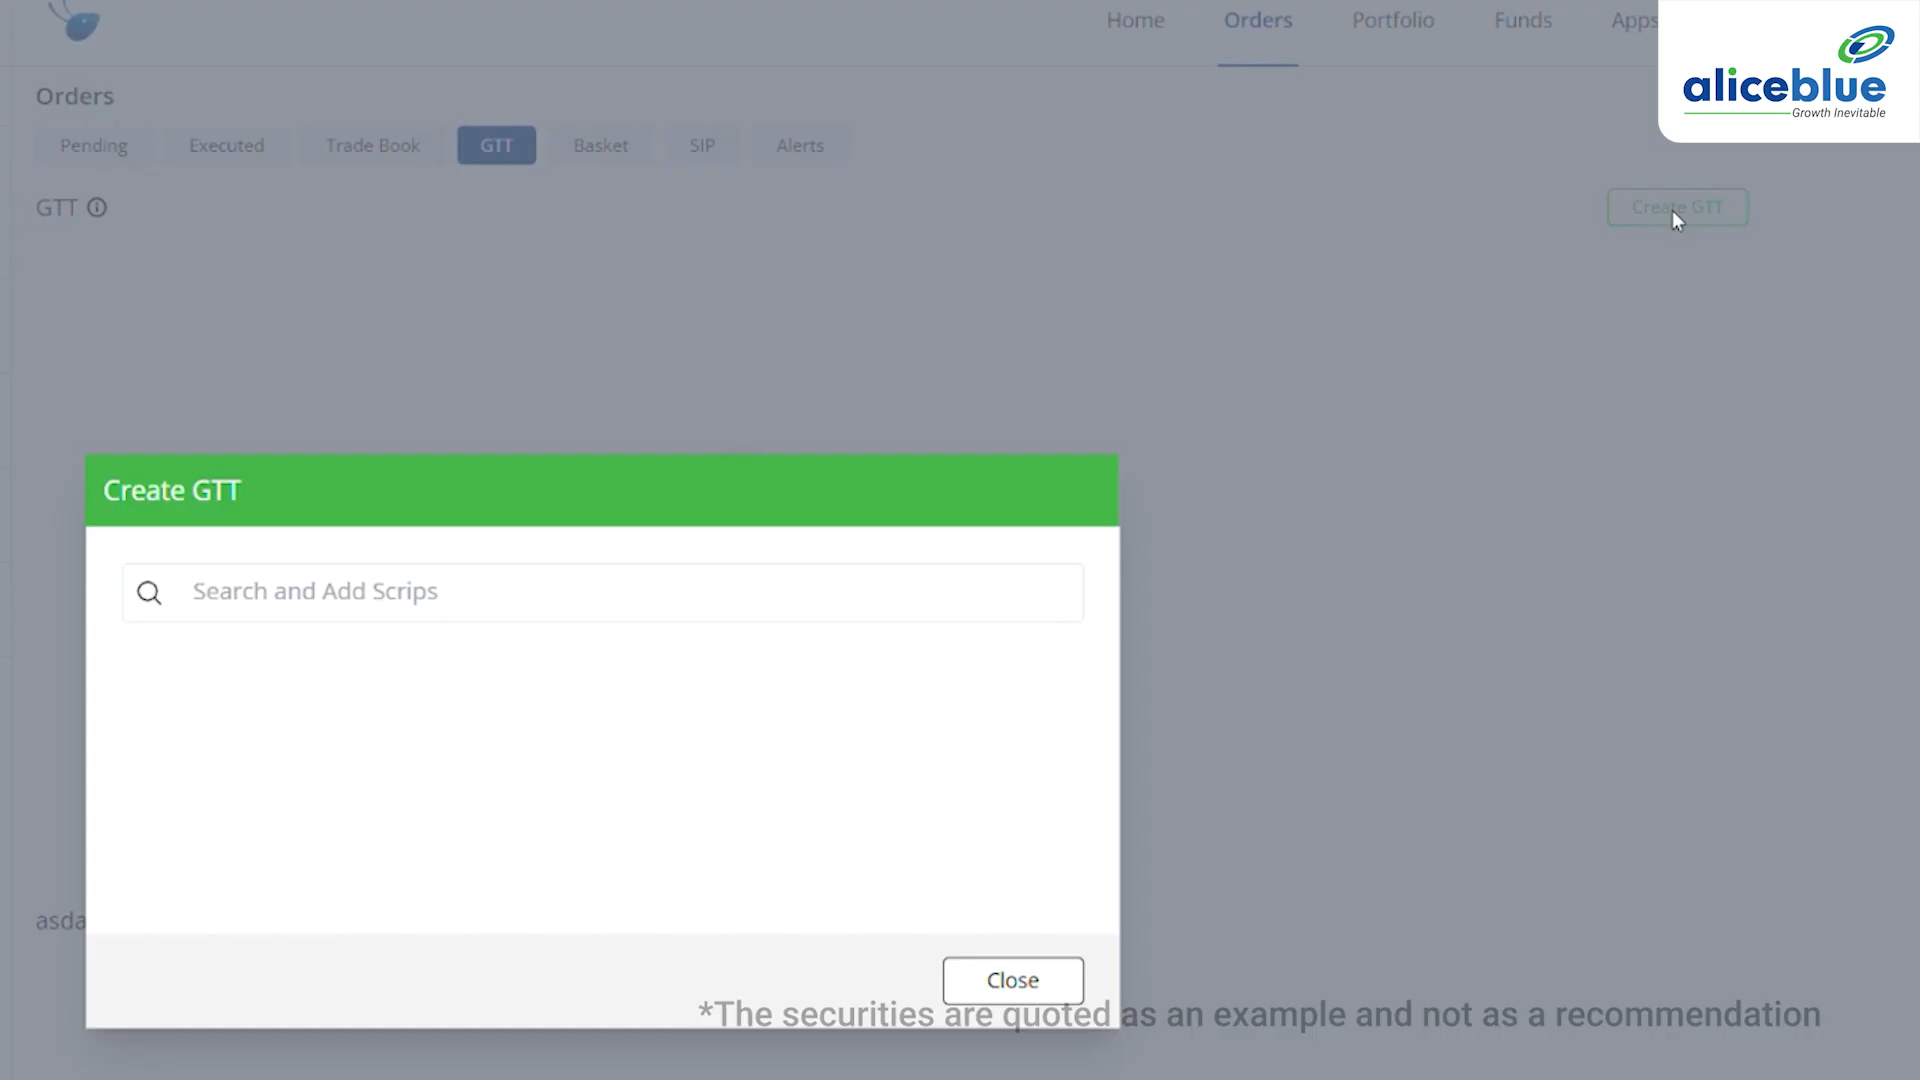 Home Orders Portfolio Funds Apps
aliceblue
Growth Inevitable
Orders
Pending Executed Trade Book GTT Basket SIP Alerts
GTT
Create GTT
Create GTT
Search and Add Scrips
asda
Close
*The securities are quoted as an example and not as a recommendation